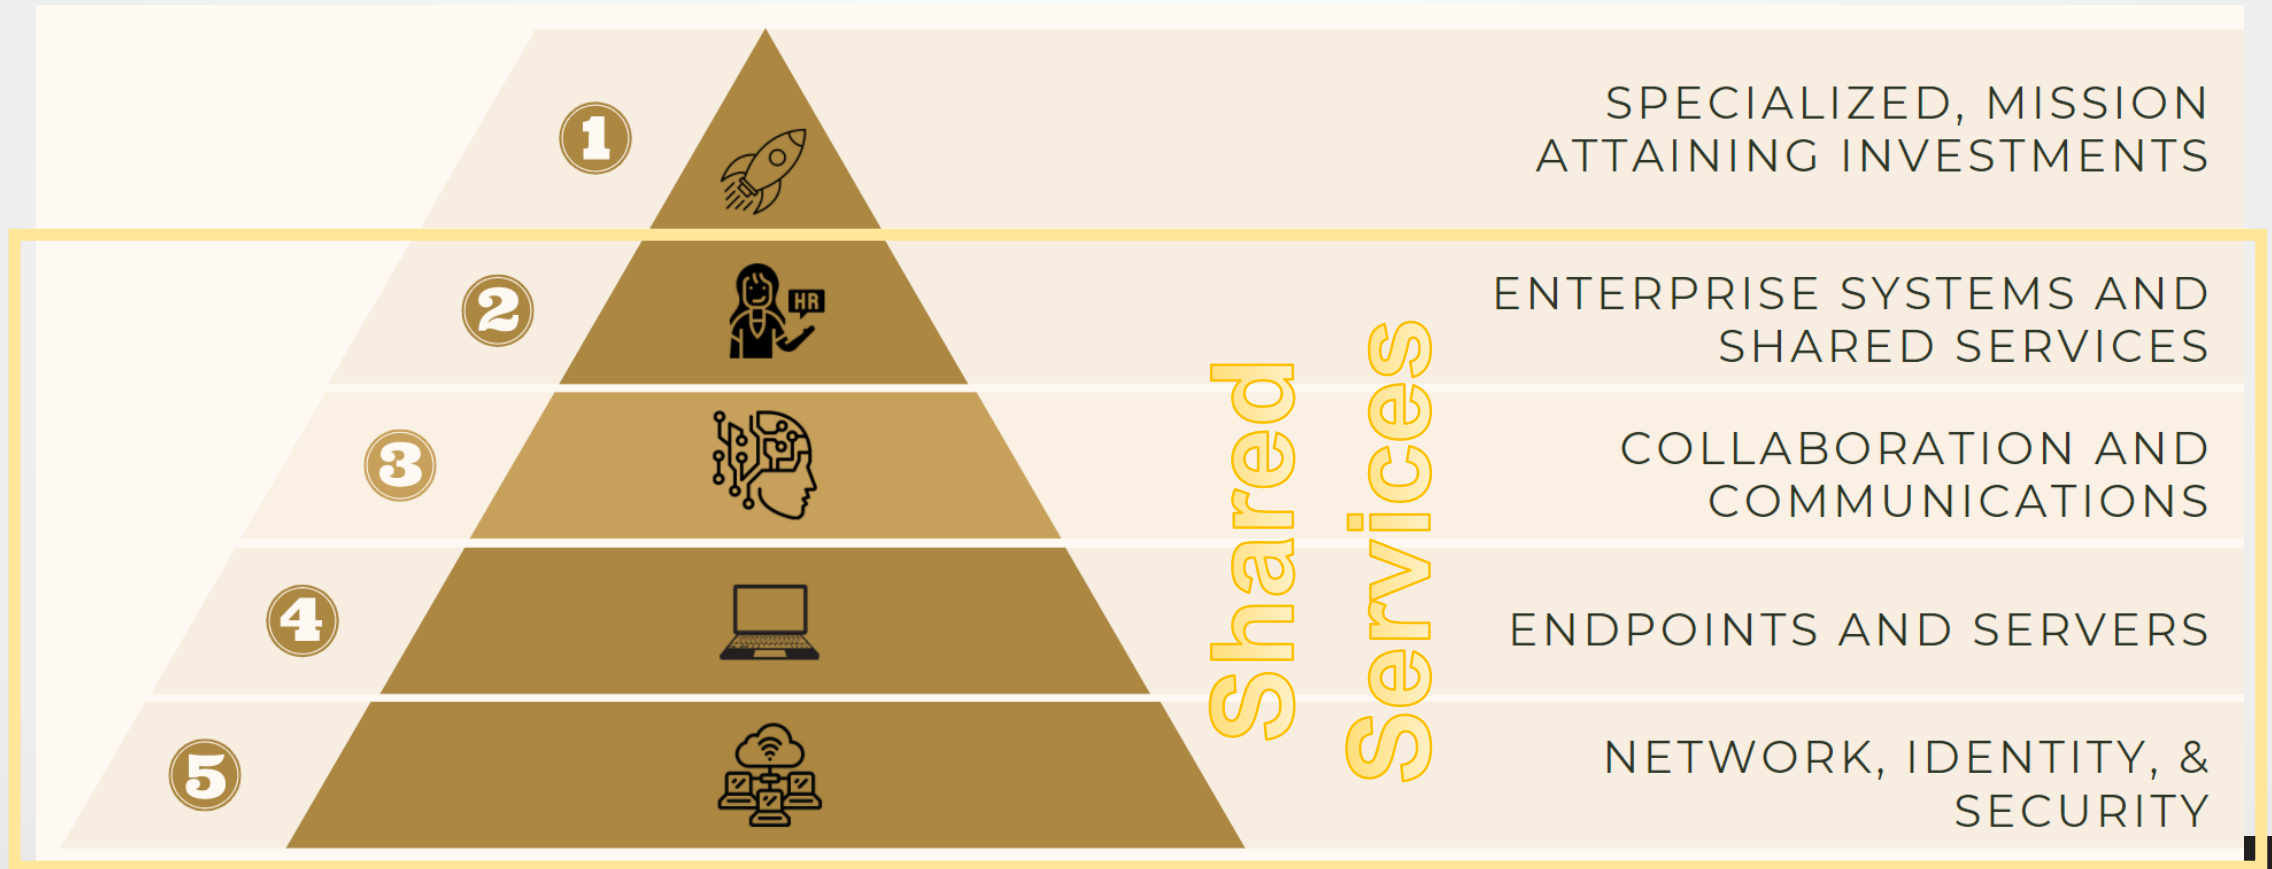 1
SPECIALIZED, MISSION
ATTAINING INVESTMENTS
2
HR
ENTERPRISE SYSTEMS AND
SHARED SERVICES
3
COLLABORATION AND
COMMUNICATIONS
Shared
Services
4
ENDPOINTS AND SERVERS
5
NETWORK, IDENTITY, &
SECURITY